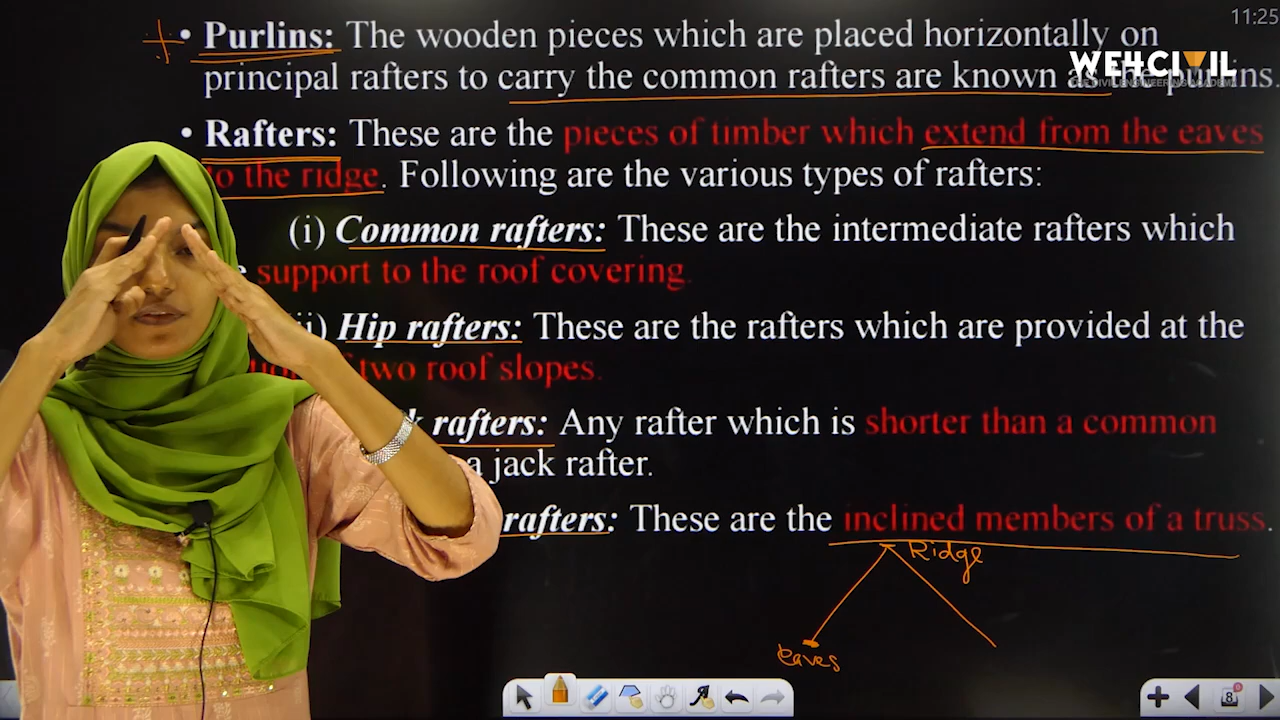 11:25
WE4CIVIL
• Purlins: The wooden pieces which are placed horizontally on
principal rafters to carry the common rafters are known as the purlins.
• Rafters: These are the pieces of timber which extend from the eaves
to the ridge. Following are the various types of rafters:
(i) Common rafters: These are the intermediate rafters which
support to the roof covering.
Hip rafters: These are the rafters which are provided at the
two roof slopes.
rafters: Any rafter which is shorter than a common
a jack rafter.
rafters: These are the inclined members of a truss.
Ridge
eaves
8